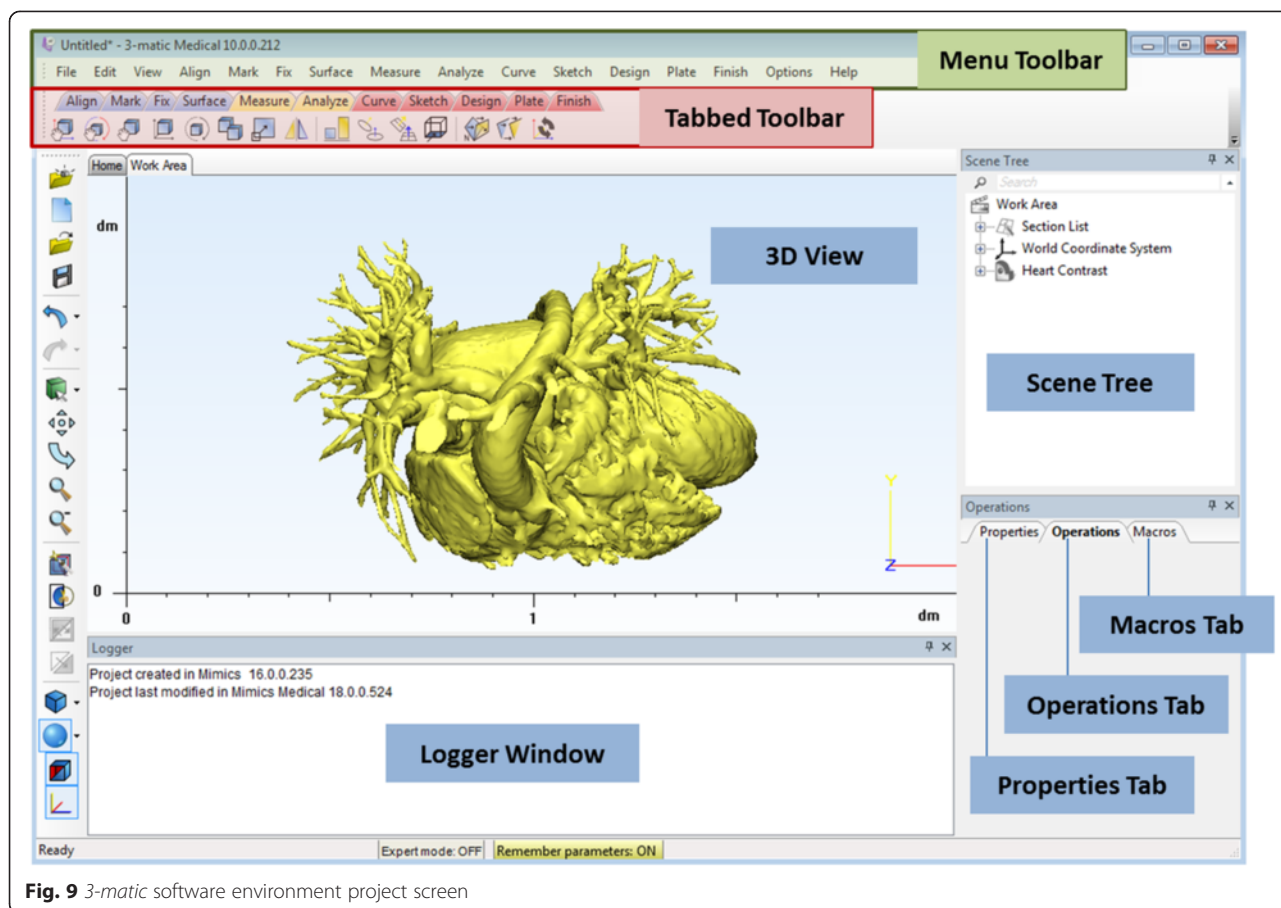 Untitled* - 3-matic Medical 10.0.0.212
Menu Toolbar
File Edit View Align Mark Fix Surface Measure Analyze Curve Sketch Design Plate Finish Options Help
Align Mark Fix Surface Measure Analyze Curve Sketch Design Plate Finish
Tabbed Toolbar
Home Work Area
Scene Tree
Search
dm
3D View
Work Area
Section List
World Coordinate System
Heart Contrast
Scene Tree
Y
Z
Operations
Properties Operations Macros
0
0 1 dm
Macros Tab
Logger
Project created in Mimics 16.0.0.235
Project last modified in Mimics Medical 18.0.0.524
Operations Tab
Logger Window
Properties Tab
Ready Expert mode: OFF Remember parameters: ON
Fig. 9 3-matic software environment project screen